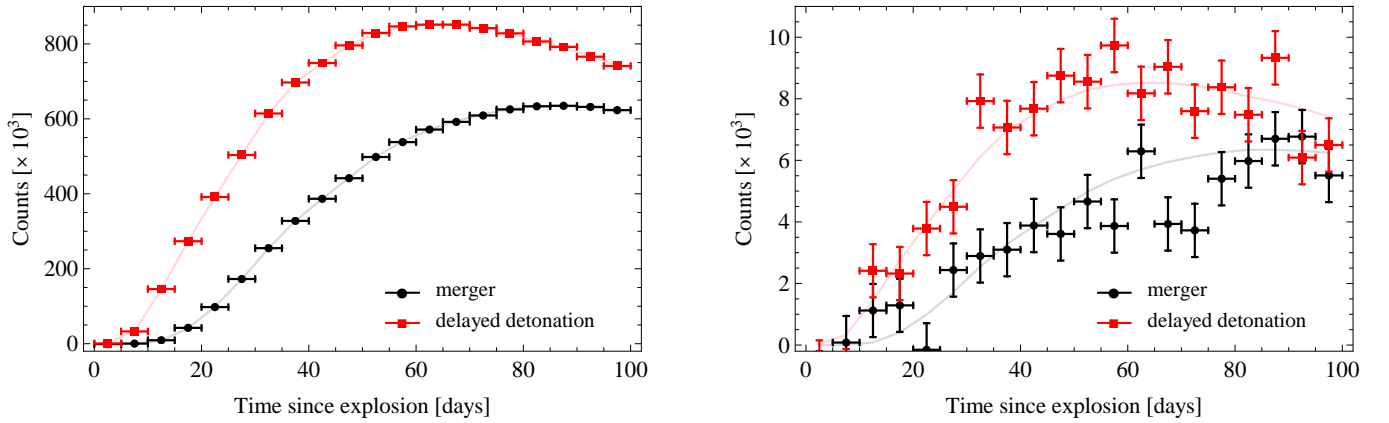 800
600
400
200
0
Counts [× 10³]
merger
delayed detonation
0 20 40 60 80 100
Time since explosion [days]
10
8
6
4
2
0
Counts [× 10³]
merger
delayed detonation
0 20 40 60 80 100
Time since explosion [days]